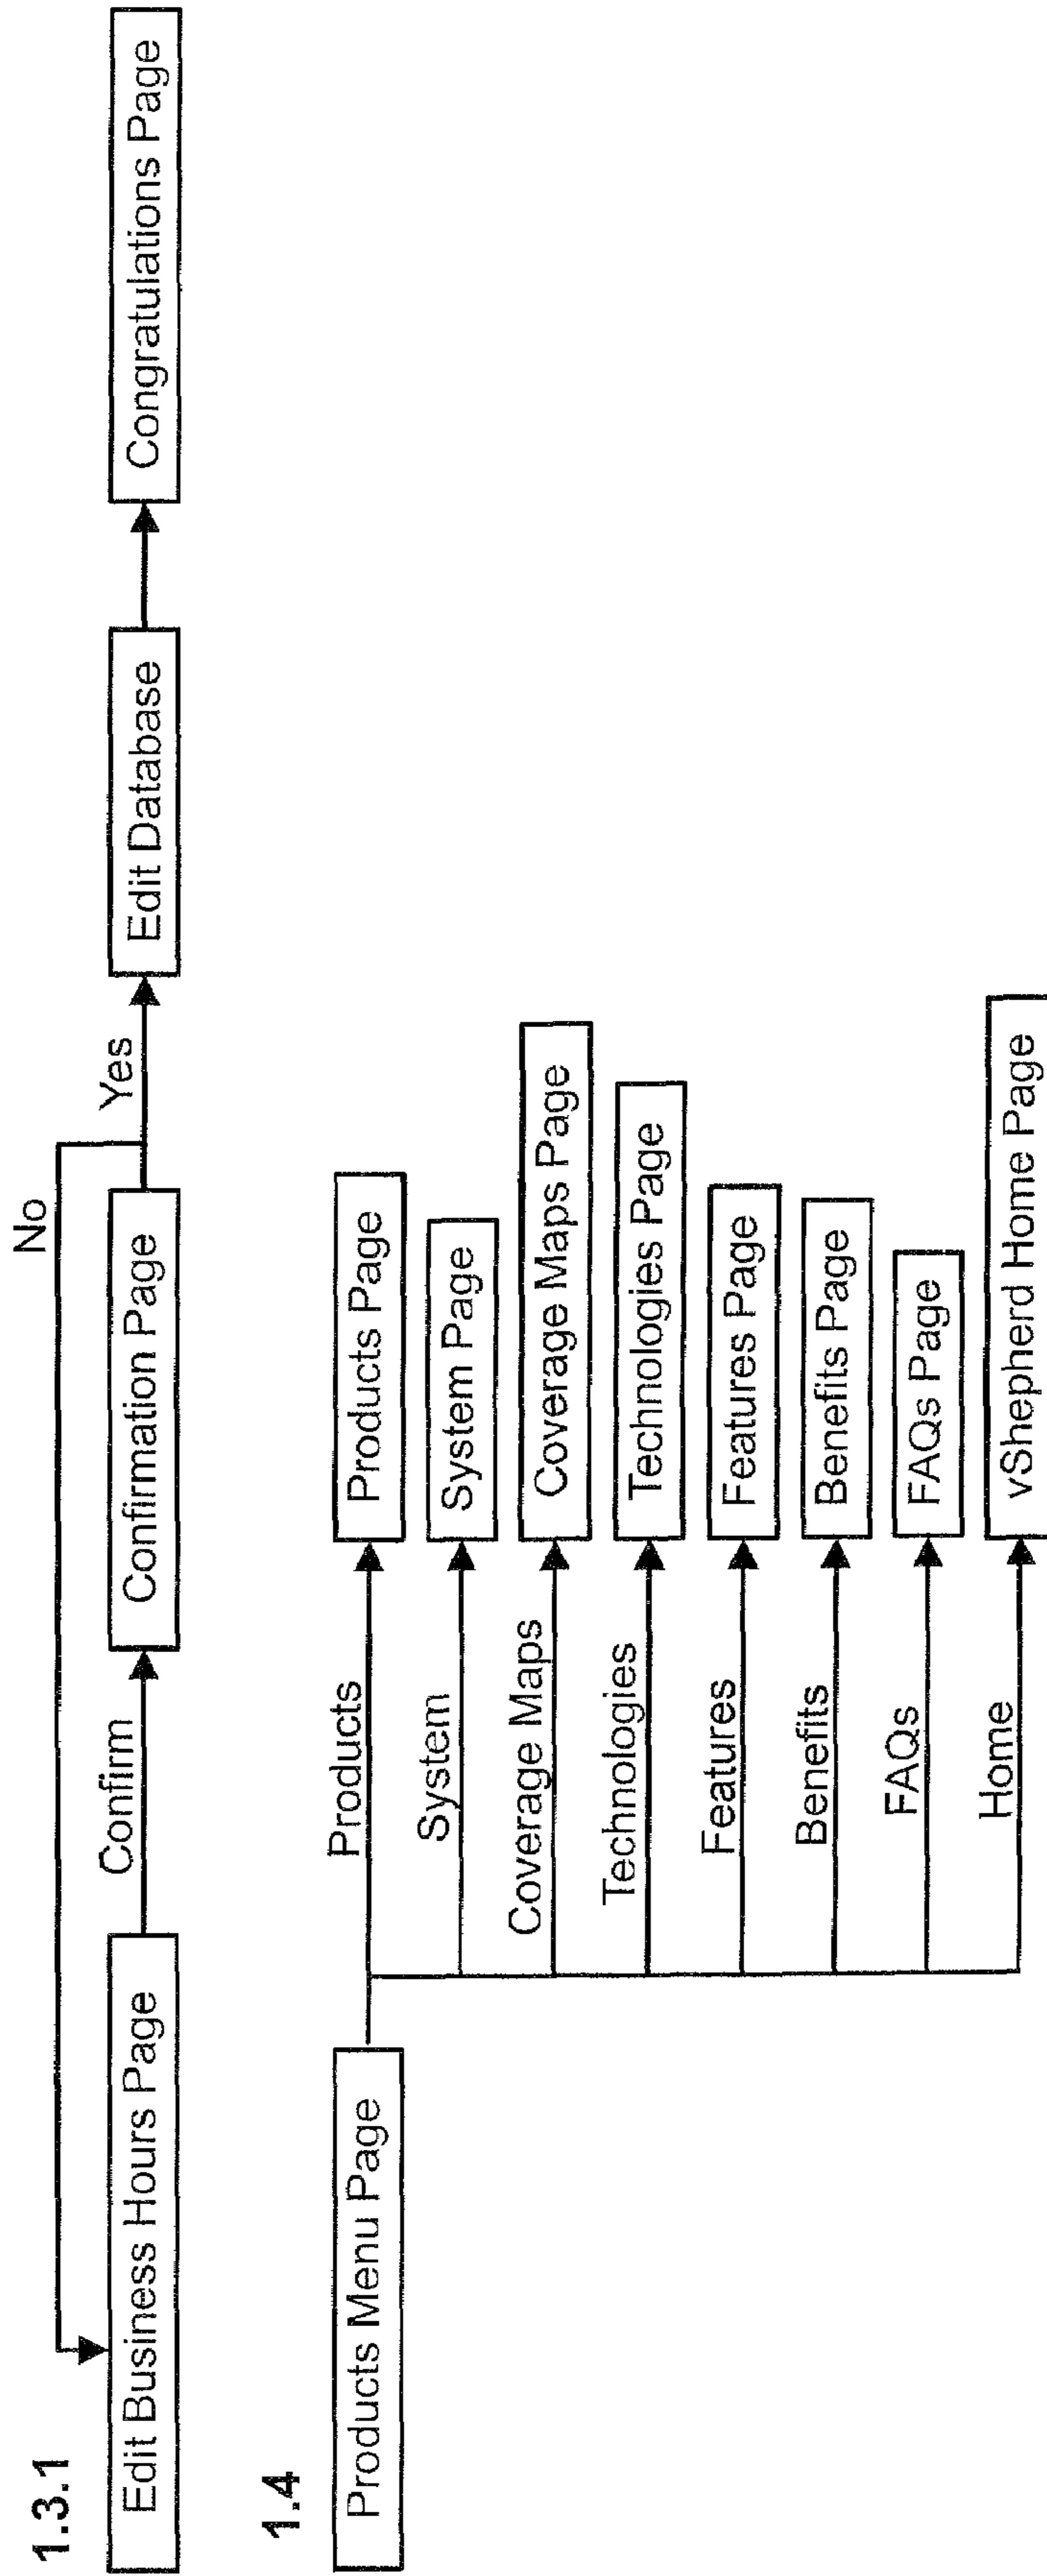 1.3.1
No
Edit Business Hours Page
Confirm
Confirmation Page
Yes
Edit Database
Congratulations Page
1.4
Products Menu Page
Products
Products Page
System
System Page
Coverage Maps
Coverage Maps Page
Technologies
Technologies Page
Features
Features Page
Benefits
Benefits Page
FAQs
FAQs Page
Home
vShepherd Home Page